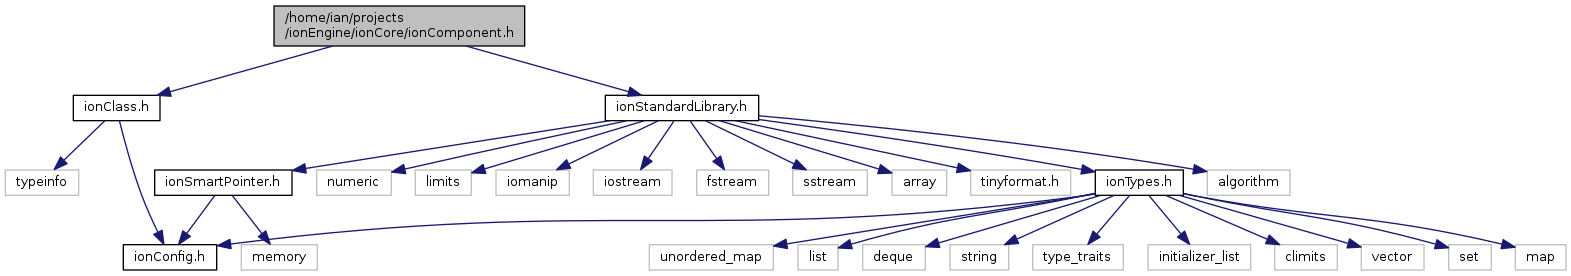 /home/ian/projects
/ionEngine/ionCore/ionComponent.h
ionClass.h
ionStandardLibrary.h
typeinfo
ionSmartPointer.h
numeric
limits
iomanip
iostream
fstream
sstream
array
tinyformat.h
ionTypes.h
algorithm
ionConfig.h
memory
unordered_map
list
deque
string
type_traits
initializer_list
climits
vector
set
map